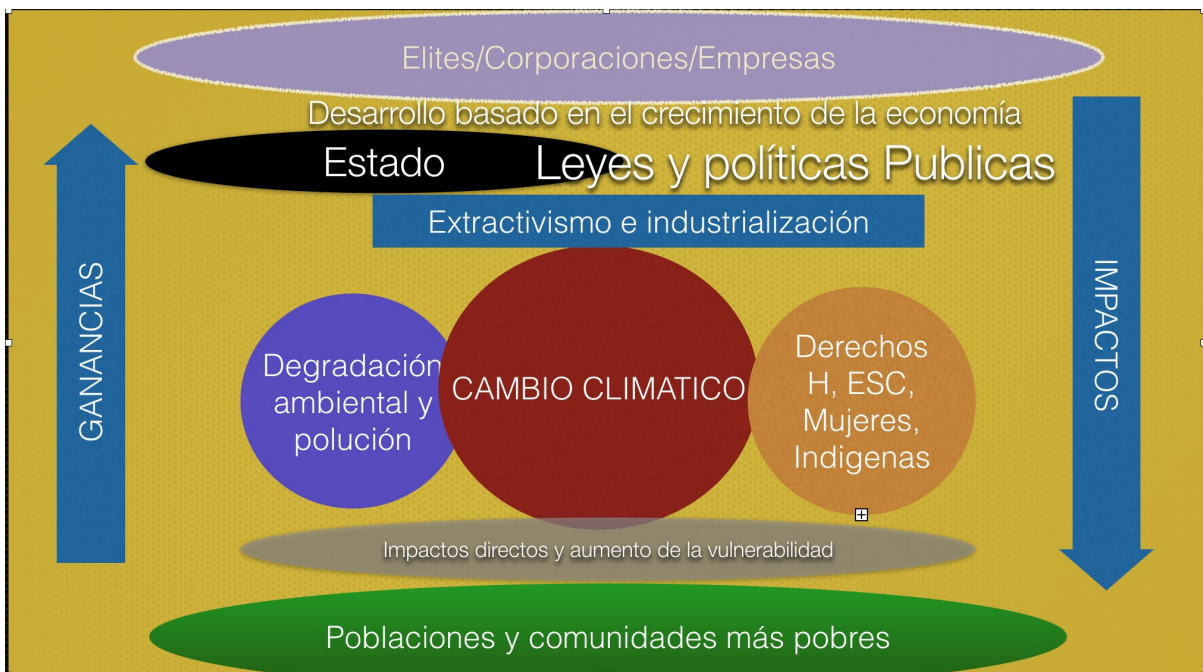 Elites/Corporaciones/Empresas
Desarrollo basado en el crecimiento de la economía
Estado
Leyes y políticas Publicas
Extractivismo e industrialización
GANANCIAS
Degradación
ambiental y
polución
CAMBIO CLIMATICO
Derechos
H, ESC,
Mujeres,
Indigenas
IMPACTOS
Impactos directos y aumento de la vulnerabilidad
Poblaciones y comunidades más pobres